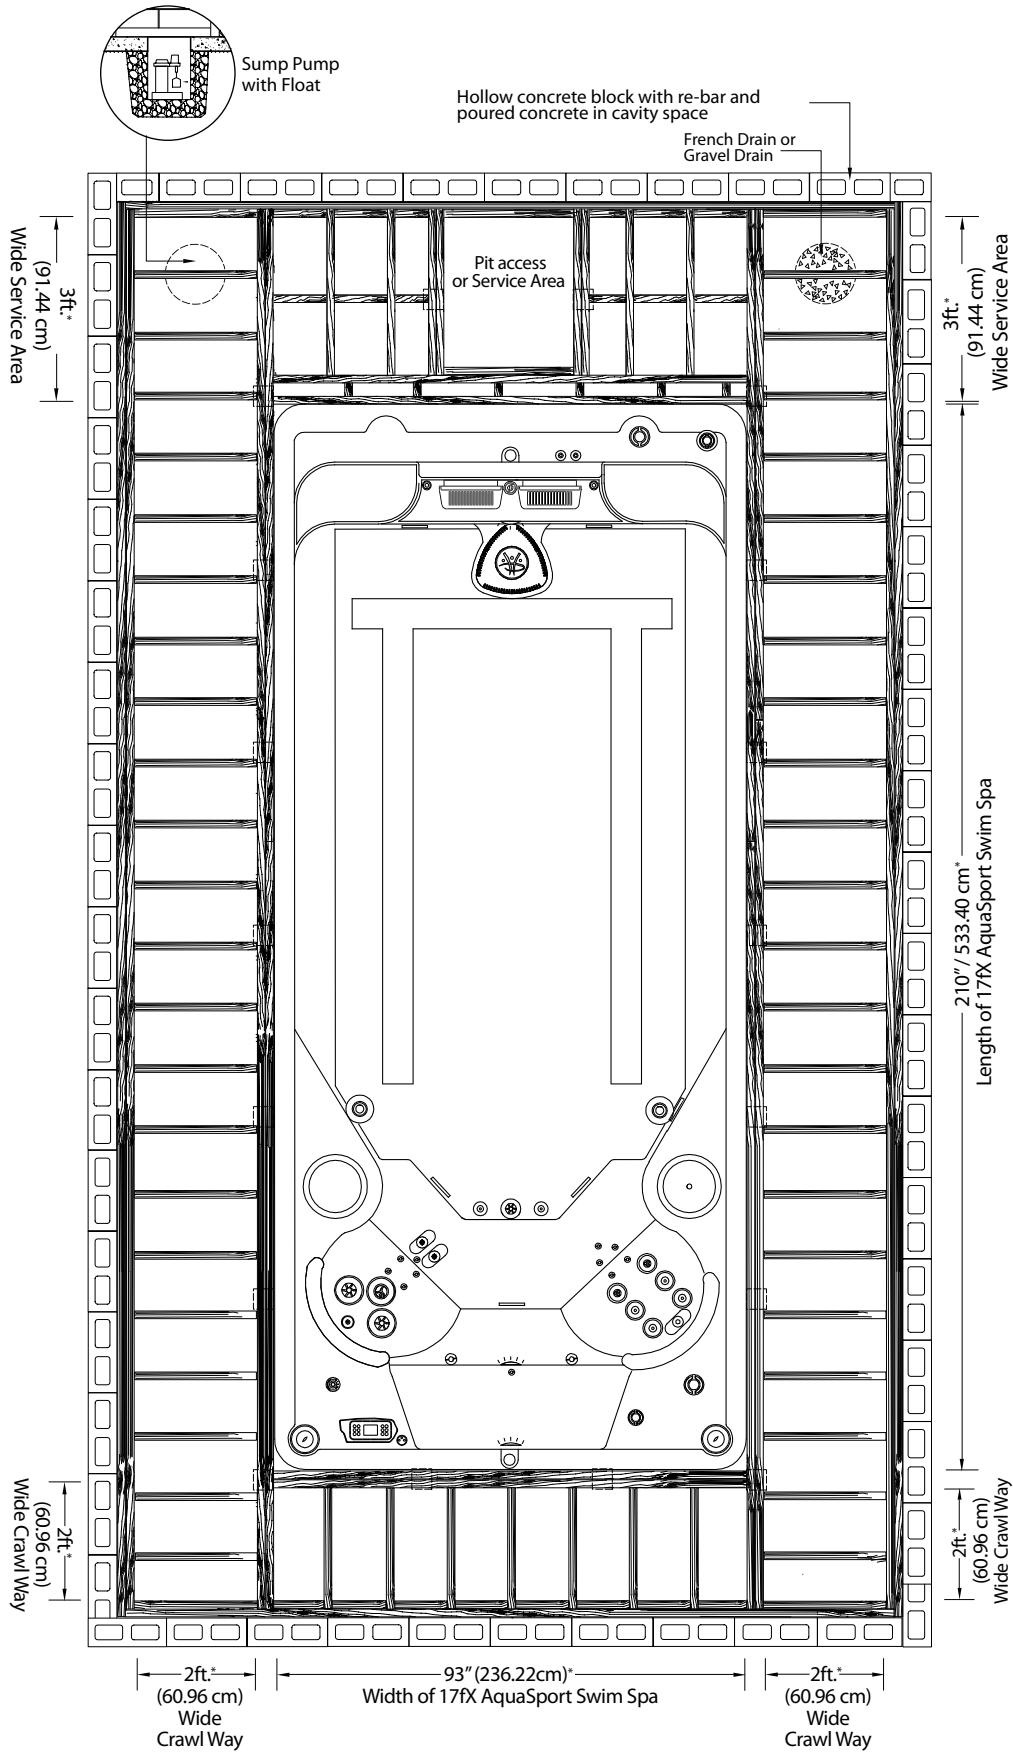 Sump Pump
with Float
Hollow concrete block with re-bar and
poured concrete in cavity space
French Drain or
Gravel Drain
Pit access
or Service Area
3ft.*
(91.44 cm)
Wide Service Area
3ft.*
(91.44 cm)
Wide Service Area
210” / 533.40 cm*
Length of 17fX AquaSport Swim Spa
2ft.*
(60.96 cm)
Wide Crawl Way
2ft.*
(60.96 cm)
Wide Crawl Way
2ft.*
(60.96 cm)
Wide
Crawl Way
93” (236.22cm)*
Width of 17fX AquaSport Swim Spa
2ft.*
(60.96 cm)
Wide
Crawl Way